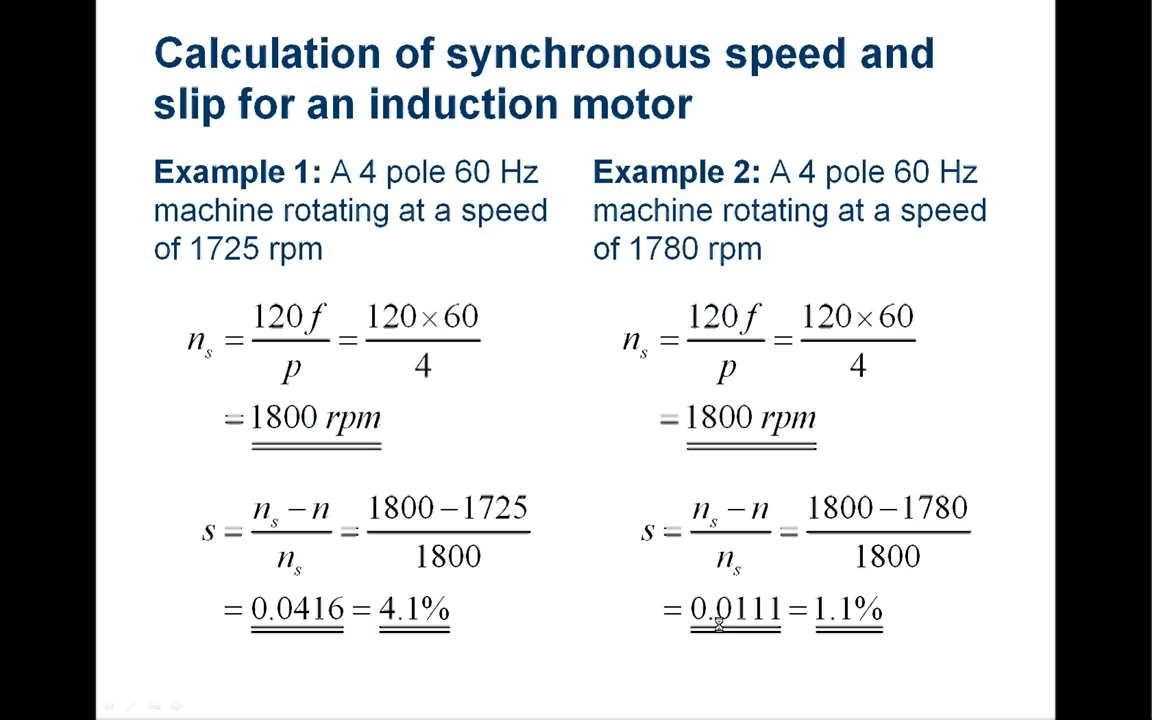 Calculation of synchronous speed and
slip for an induction motor
Example 1: A 4 pole 60 Hz
machine rotating at a speed
of 1725 rpm
n_s = 120 f / p = 120 × 60 / 4
= 1800 rpm
s = n_s − n / n_s = 1800 − 1725 / 1800
= 0.0416 = 4.1%
Example 2: A 4 pole 60 Hz
machine rotating at a speed
of 1780 rpm
n_s = 120 f / p = 120 × 60 / 4
= 1800 rpm
s = n_s − n / n_s = 1800 − 1780 / 1800
= 0.0111 = 1.1%